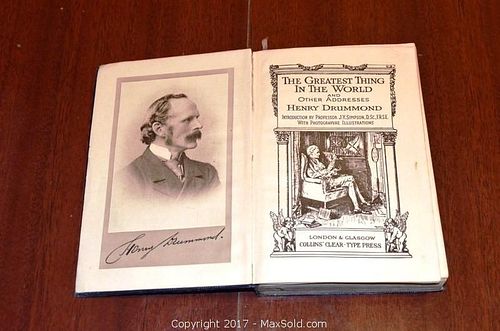 Henry Drummond.
THE GREATEST THING
IN THE WORLD
AND
OTHER ADDRESSES
HENRY DRUMMOND
INTRODUCTION BY PROFESSOR J.Y. SIMPSON, D.SC., F.R.S.E.
WITH PHOTOGRAVURE ILLUSTRATIONS
LONDON & GLASGOW
COLLINS' CLEAR-TYPE PRESS
Copyright 2017 - MaxSold.com